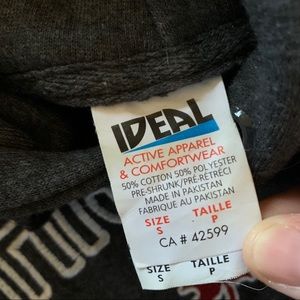 IDEAL
ACTIVE APPAREL
& COMFORTWEAR
50% COTTON 50% POLYESTER
PRE-SHRUNK/PRE-RÉTRÉCI
MADE IN PAKISTAN
FABRIQUE AU PAKISTAN
SIZE TAILLE
S P
CA # 42599
SIZE TAILLE
S P